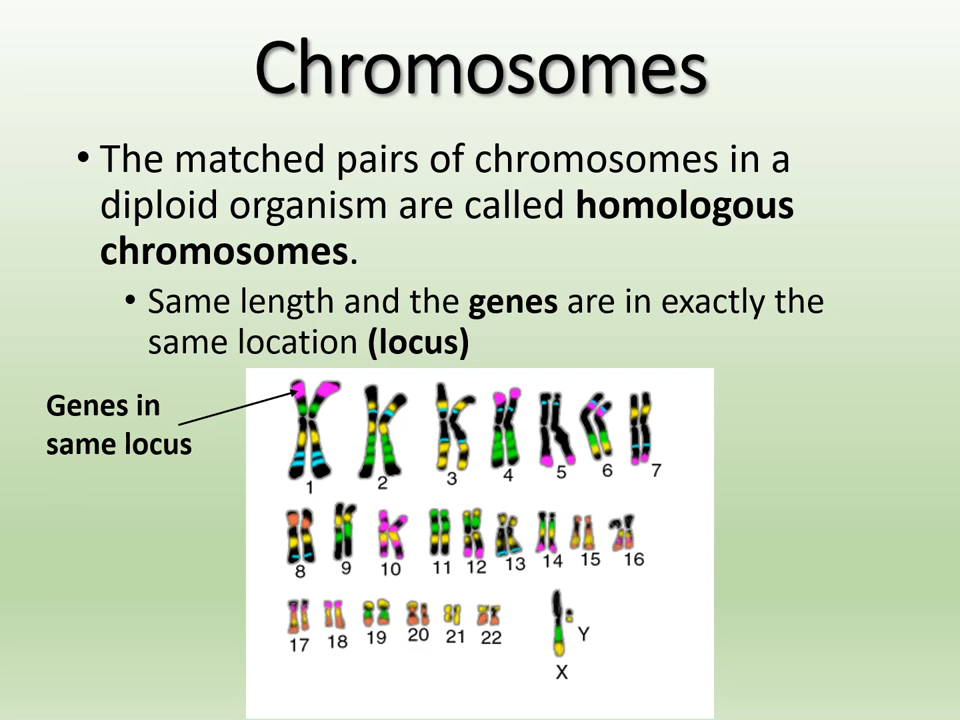 Chromosomes
• The matched pairs of chromosomes in a
diploid organism are called homologous
chromosomes.
• Same length and the genes are in exactly the
same location (locus)
Genes in
same locus
1 2 3 4 5 6 7
8 9 10 11 12 13 14 15 16
17 18 19 20 21 22 Y
X